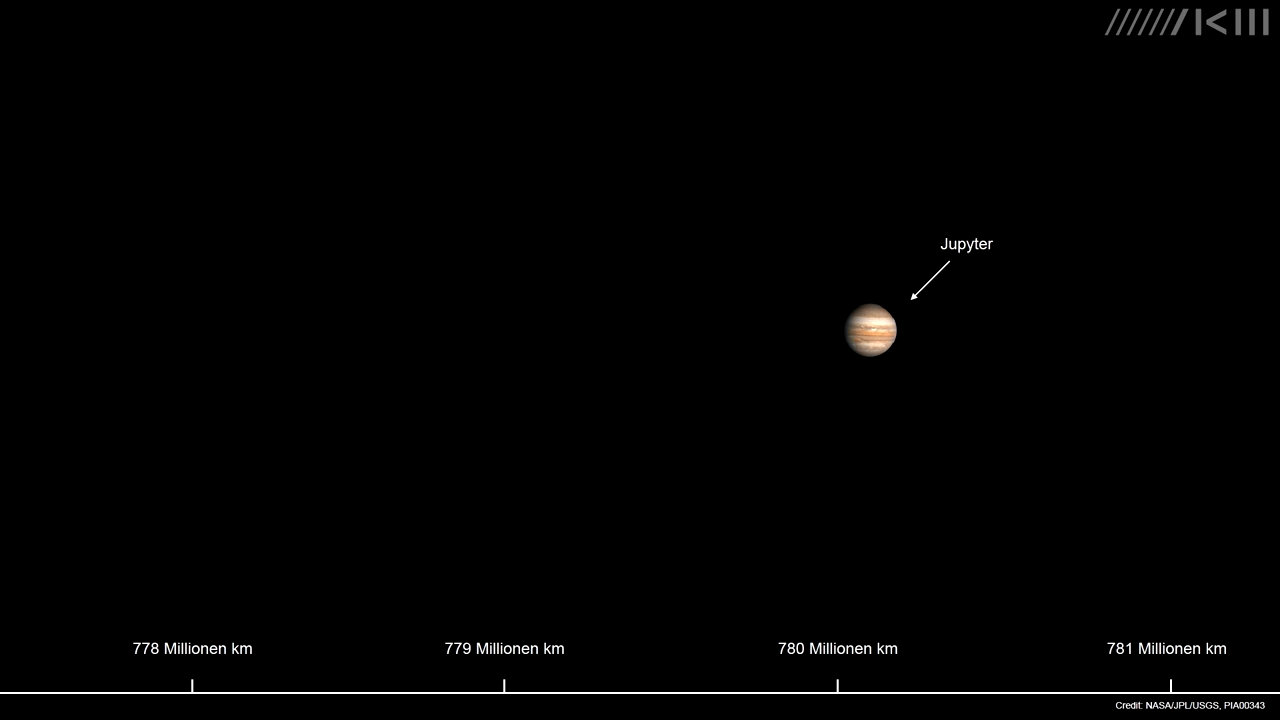 Jupyter
778 Millionen km
779 Millionen km
780 Millionen km
781 Millionen km
Credit: NASA/JPL/USGS, PIA00343